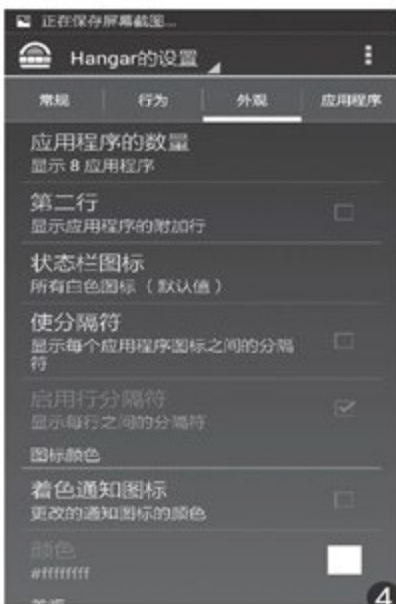 正在保存屏幕截图...
Hangar的设置
常规 行为 外观 应用程序
应用程序的数量
显示 8 应用程序
第二行
显示应用程序的附加行
状态栏图标
所有白色图标（默认值）
使分隔符
显示每个应用程序图标之间的分隔
符
启用行分隔符
显示每行之间的分隔符
图标颜色
着色通知图标
更改的通知图标的颜色
颜色
#ffffffff
4